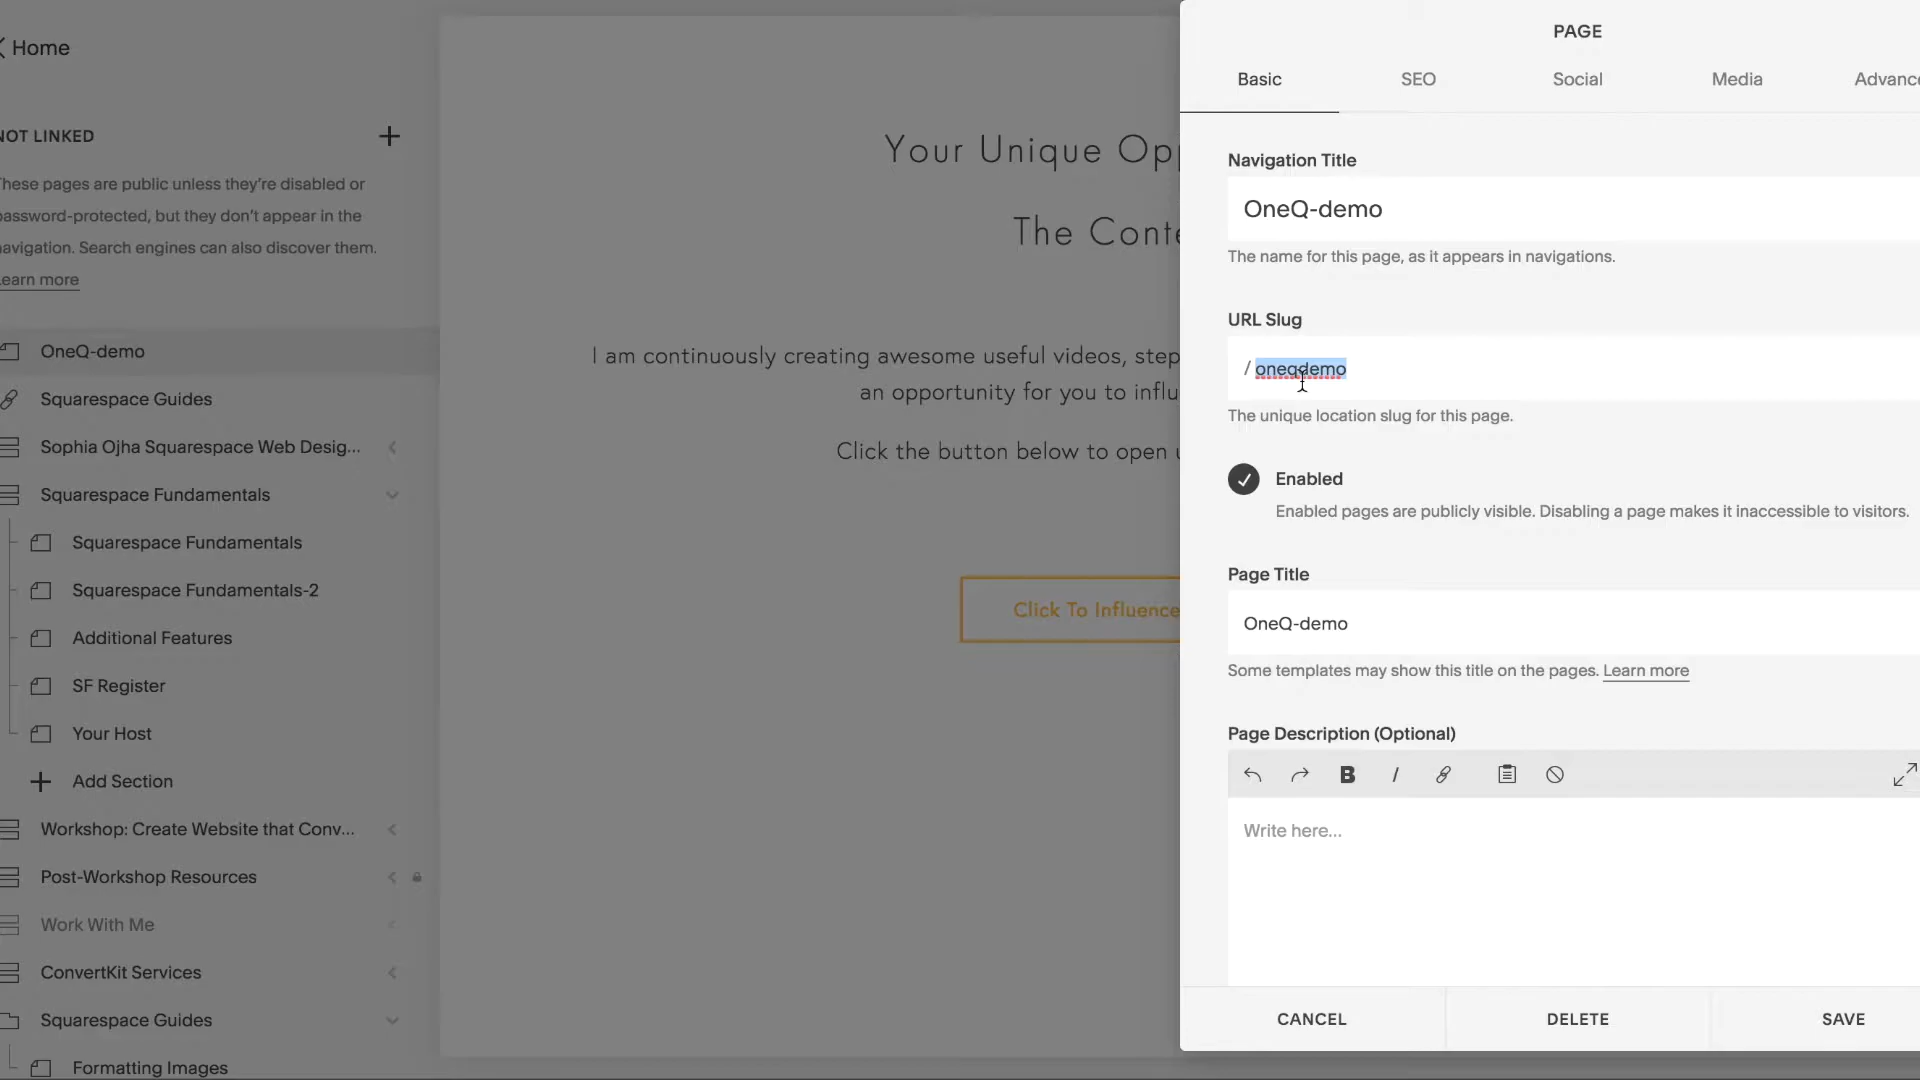 Home
NOT LINKED
These pages are public unless they're disabled or
password-protected, but they don't appear in the
navigation. Search engines can also discover them.
Learn more
OneQ-demo
Squarespace Guides
Sophia Ojha Squarespace Web Desig...
Squarespace Fundamentals
Squarespace Fundamentals
Squarespace Fundamentals-2
Additional Features
SF Register
Your Host
Add Section
Workshop: Create Website that Conv...
Post-Workshop Resources
Work With Me
ConvertKit Services
Squarespace Guides
Formatting Images
Your Unique Opp
The Conte
I am continuously creating awesome useful videos, step
an opportunity for you to influ
Click the button below to open u
Click To Influence
PAGE
Basic
SEO
Social
Media
Advanc
Navigation Title
OneQ-demo
The name for this page, as it appears in navigations.
URL Slug
/ oneqdemo
The unique location slug for this page.
Enabled
Enabled pages are publicly visible. Disabling a page makes it inaccessible to visitors.
Page Title
OneQ-demo
Some templates may show this title on the pages. Learn more
Page Description (Optional)
B I
Write here...
CANCEL
DELETE
SAVE